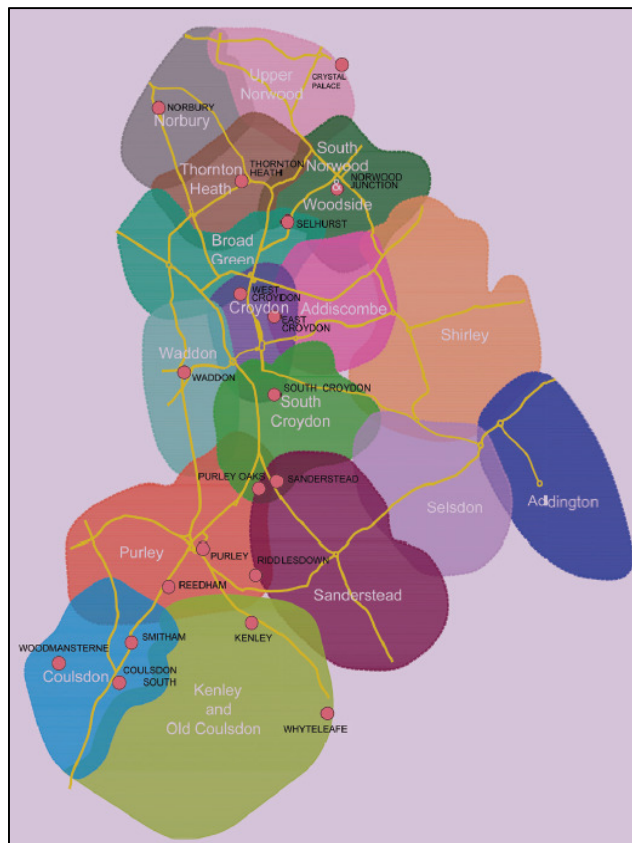 Upper
Norwood
CRYSTAL
PALACE
NORBURY
Norbury
THORNTON
HEATH
Thornton
Heath
South
Norwood
&
Woodside
NORWOOD
JUNCTION
SELHURST
Broad
Green
WEST
CROYDON
Croydon
EAST
CROYDON
Addiscombe
Shirley
Waddon
WADDON
SOUTH CROYDON
South
Croydon
PURLEY OAKS
SANDERSTEAD
Selsdon
Addington
Purley
PURLEY
RIDDLESDOWN
REEDHAM
Sanderstead
KENLEY
SMITHAM
WOODMANSTERNE
Coulsdon
COULSDON
SOUTH
Kenley
and
Old Coulsdon
WHYTELEAFE